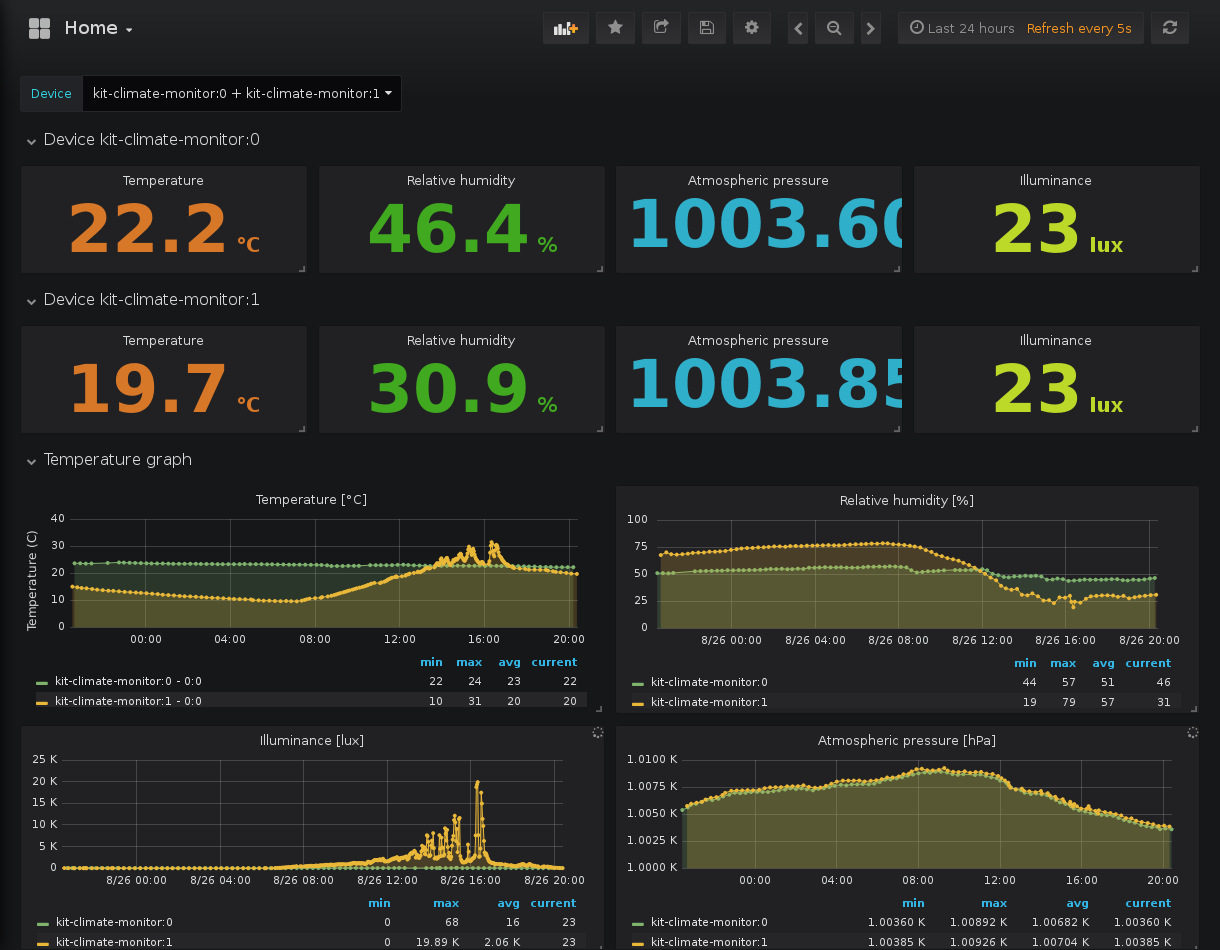 Home
Last 24 hours Refresh every 5s
Device kit-climate-monitor:0 + kit-climate-monitor:1
Device kit-climate-monitor:0
Temperature
22.2 °C
Relative humidity
46.4 %
Atmospheric pressure
1003.60
Illuminance
23 lux
Device kit-climate-monitor:1
Temperature
19.7 °C
Relative humidity
30.9 %
Atmospheric pressure
1003.85
Illuminance
23 lux
Temperature graph
Temperature [°C]
Temperature (C)
40
30
20
10
0
00:00 04:00 08:00 12:00 16:00 20:00
min max avg current
kit-climate-monitor:0 - 0:0 22 24 23 22
kit-climate-monitor:1 - 0:0 10 31 20 20
Relative humidity [%]
100
75
50
25
0
8/26 00:00 8/26 04:00 8/26 08:00 8/26 12:00 8/26 16:00 8/26 20:00
min max avg current
kit-climate-monitor:0 44 57 51 46
kit-climate-monitor:1 19 79 57 31
Illuminance [lux]
25 K
20 K
15 K
10 K
5 K
0
8/26 00:00 8/26 04:00 8/26 08:00 8/26 12:00 8/26 16:00 8/26 20:00
min max avg current
kit-climate-monitor:0 0 68 16 23
kit-climate-monitor:1 0 19.89 K 2.06 K 23
Atmospheric pressure [hPa]
1.0100 K
1.0075 K
1.0050 K
1.0025 K
1.0000 K
00:00 04:00 08:00 12:00 16:00 20:00
min max avg current
kit-climate-monitor:0 1.00360 K 1.00892 K 1.00682 K 1.00360 K
kit-climate-monitor:1 1.00385 K 1.00926 K 1.00704 K 1.00385 K